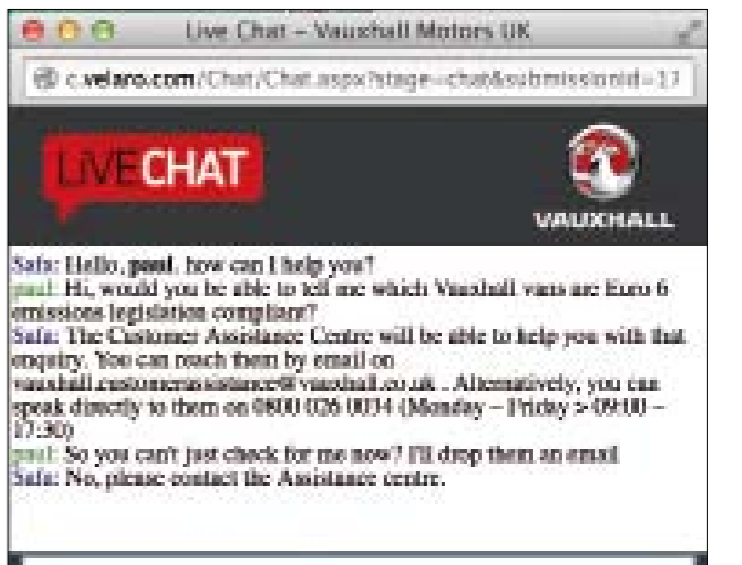 Live Chat – Vauxhall Motors UK
c.velaro.com/Chat/Chat.aspx?stage=chat&submissionid=17
LIVECHAT
VAUXHALL
Safa: Hello, paul, how can I help you?
paul: Hi, would you be able to tell me which Vauxhall vans are Euro 6
emissions legislation compliant?
Safa: The Customer Assistance Centre will be able to help you with that
enquiry. You can reach them by email on
vauxhall.customerassistance@vauxhall.co.uk . Alternatively, you can
speak directly to them on 0800 026 0034 (Monday – Friday > 09:00 –
17:30)
paul: So you can't just check for me now? I'll drop them an email
Safa: No, please contact the Assistance centre.